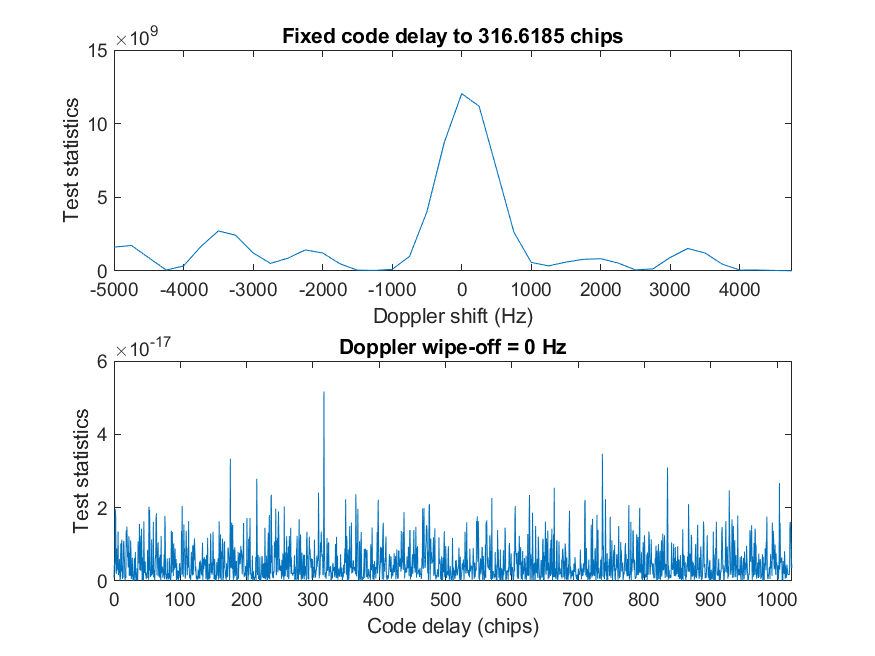 ×10^9
Fixed code delay to 316.6185 chips
15
10
5
0
Test statistics
-5000 -4000 -3000 -2000 -1000 0 1000 2000 3000 4000
Doppler shift (Hz)
×10^-17
Doppler wipe-off = 0 Hz
6
4
2
0
Test statistics
0 100 200 300 400 500 600 700 800 900 1000
Code delay (chips)